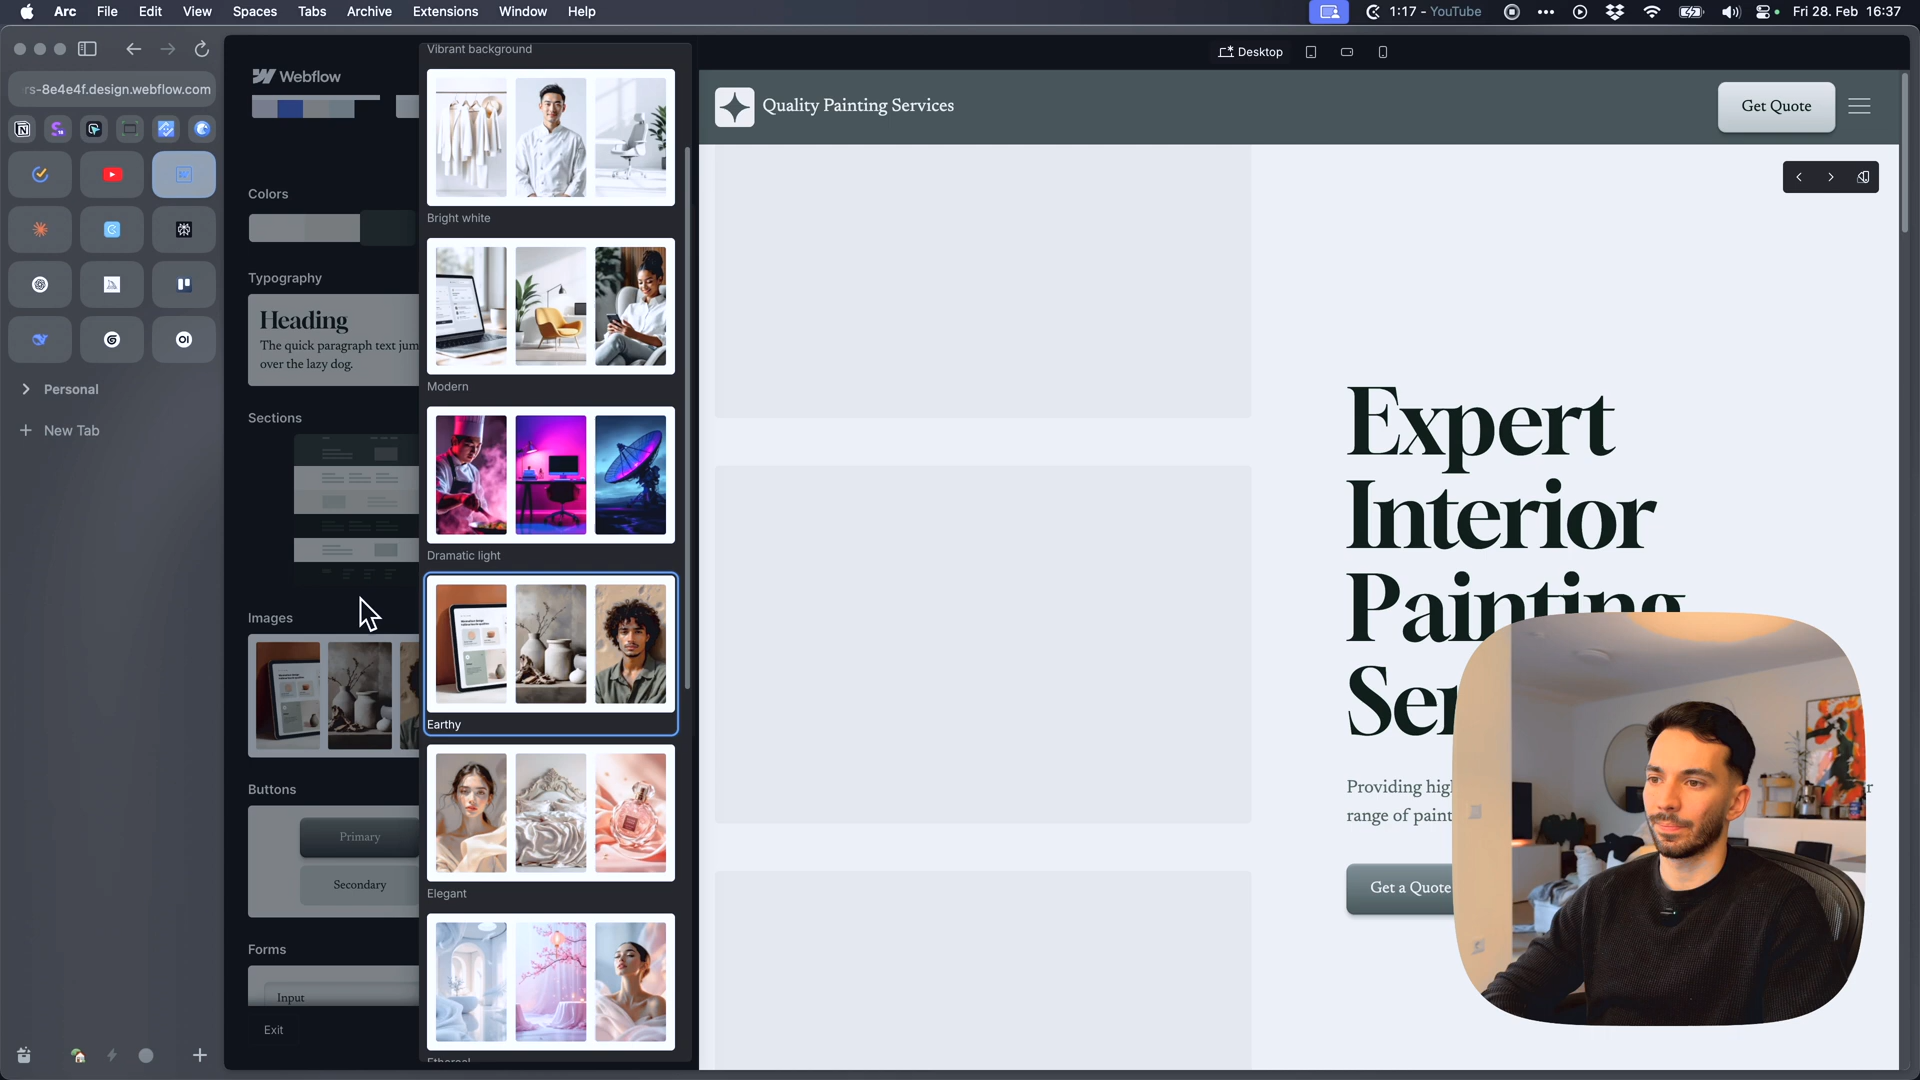 Arc File Edit View Spaces Tabs Archive Extensions Window Help
1:17 - YouTube
Fri 28. Feb 16:37
rs-8e4e4f.design.webflow.com
Personal
New Tab
Webflow
Colors
Typography
Heading
The quick paragraph text jum
over the lazy dog.
Sections
Images
Buttons
Primary
Secondary
Forms
Input
Exit
Vibrant background
Bright white
Modern
Dramatic light
Earthy
Elegant
Desktop
Quality Painting Services
Get Quote
Expert
Interior
Painting
Ser
Providing hig
range of paint
Get a Quote